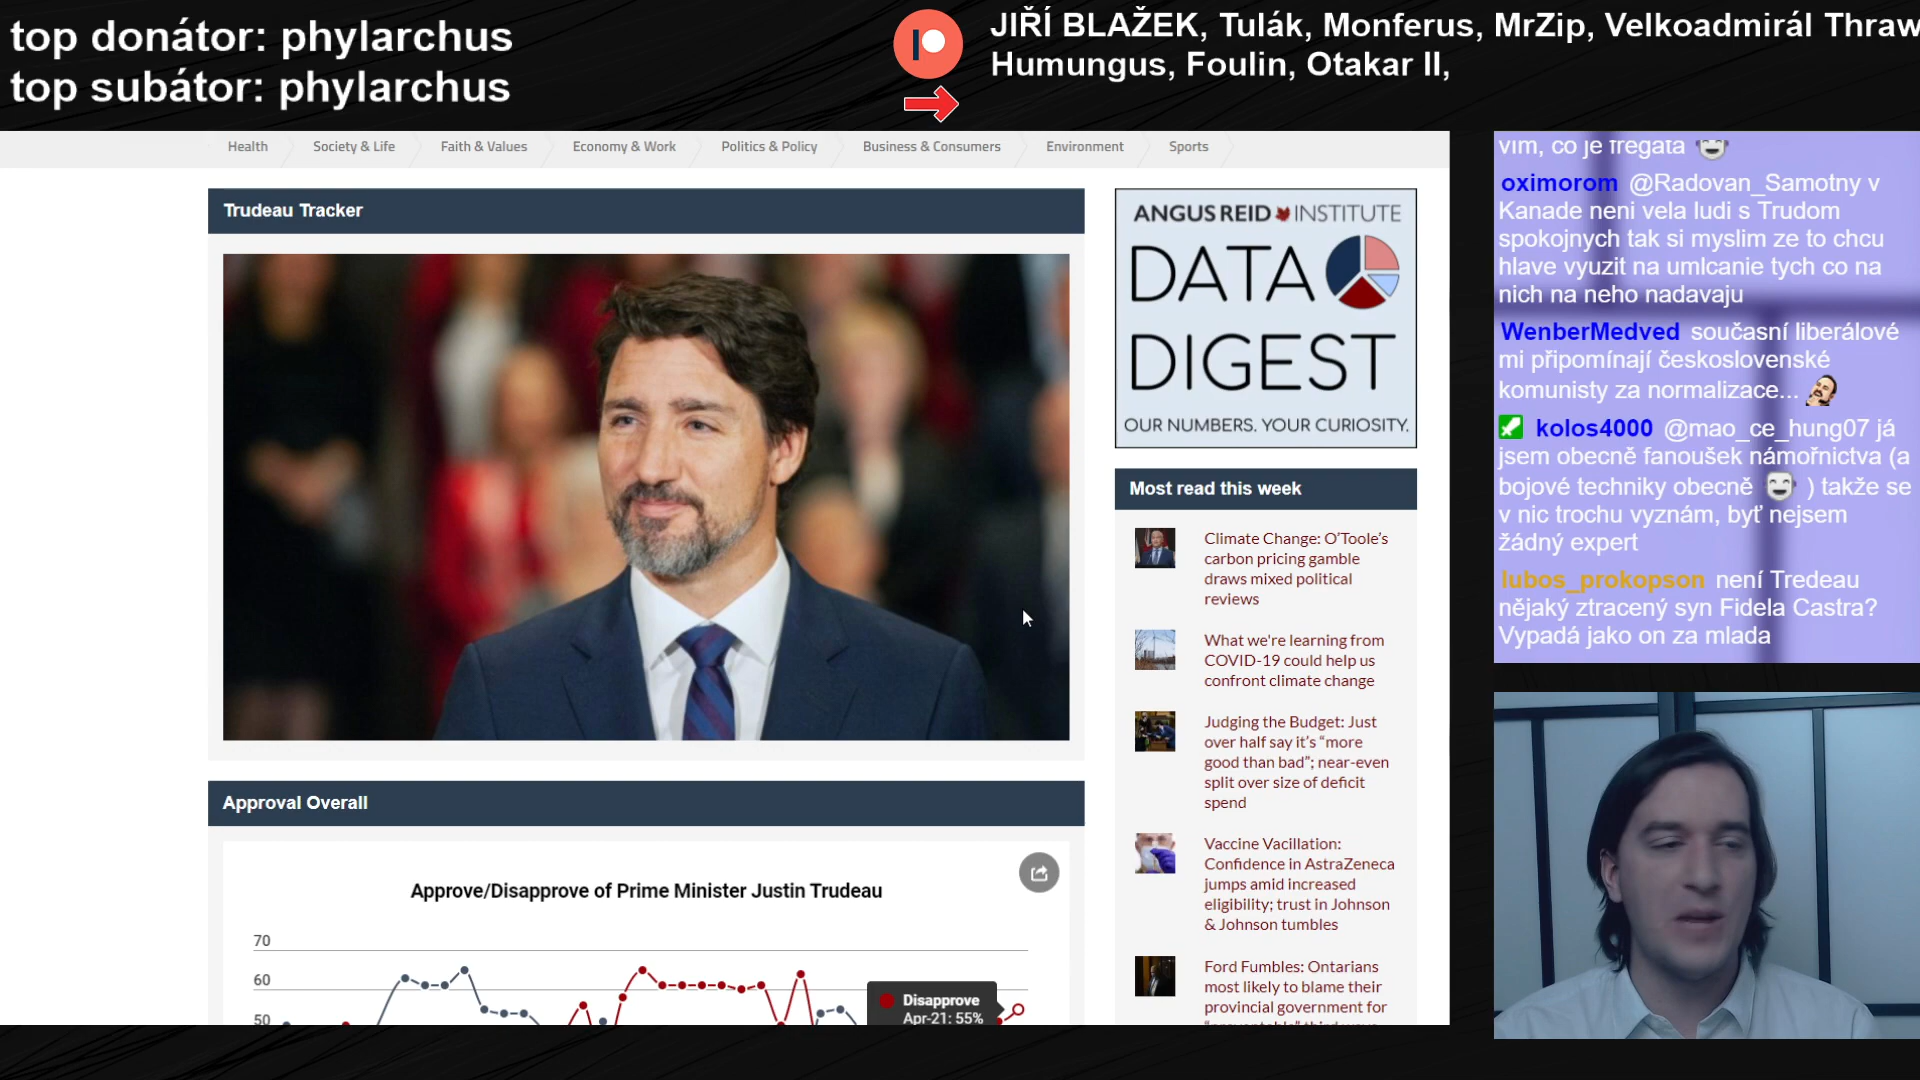 top donátor: phylarchus
top subátor: phylarchus
JIŘÍ BLAŽEK, Tulák, Monferus, MrZip, Velkoadmirál Thraw
Humungus, Foulin, Otakar II,
Health
Society & Life
Faith & Values
Economy & Work
Politics & Policy
Business & Consumers
Environment
Sports
Trudeau Tracker
Approval Overall
Approve/Disapprove of Prime Minister Justin Trudeau
70
60
50
Disapprove
Apr-21: 55%
ANGUS REID INSTITUTE
DATA
DIGEST
OUR NUMBERS. YOUR CURIOSITY.
Most read this week
Climate Change: O’Toole’s
carbon pricing gamble
draws mixed political
reviews
What we're learning from
COVID-19 could help us
confront climate change
Judging the Budget: Just
over half say it’s “more
good than bad”; near-even
split over size of deficit
spend
Vaccine Vacillation:
Confidence in AstraZeneca
jumps amid increased
eligibility; trust in Johnson
& Johnson tumbles
Ford Fumbles: Ontarians
most likely to blame their
provincial government for
“preventable” third wave
vím, co je fregata
oximorom @Radovan_Samotny v
Kanade neni vela ludi s Trudom
spokojnych tak si myslim ze to chcu
hlave vyuzit na umlcanie tych co na
nich na neho nadavaju
WenberMedved současní liberálové
mi připomínají československé
komunisty za normalizace...
kolos4000 @mao_ce_hung07 já
jsem obecně fanoušek námořnictva (a
bojové techniky obecně ) takže se
v nic trochu vyznám, byť nejsem
žádný expert
lubos_prokopson není Tredeau
nějaký ztracený syn Fidela Castra?
Vypadá jako on za mlada